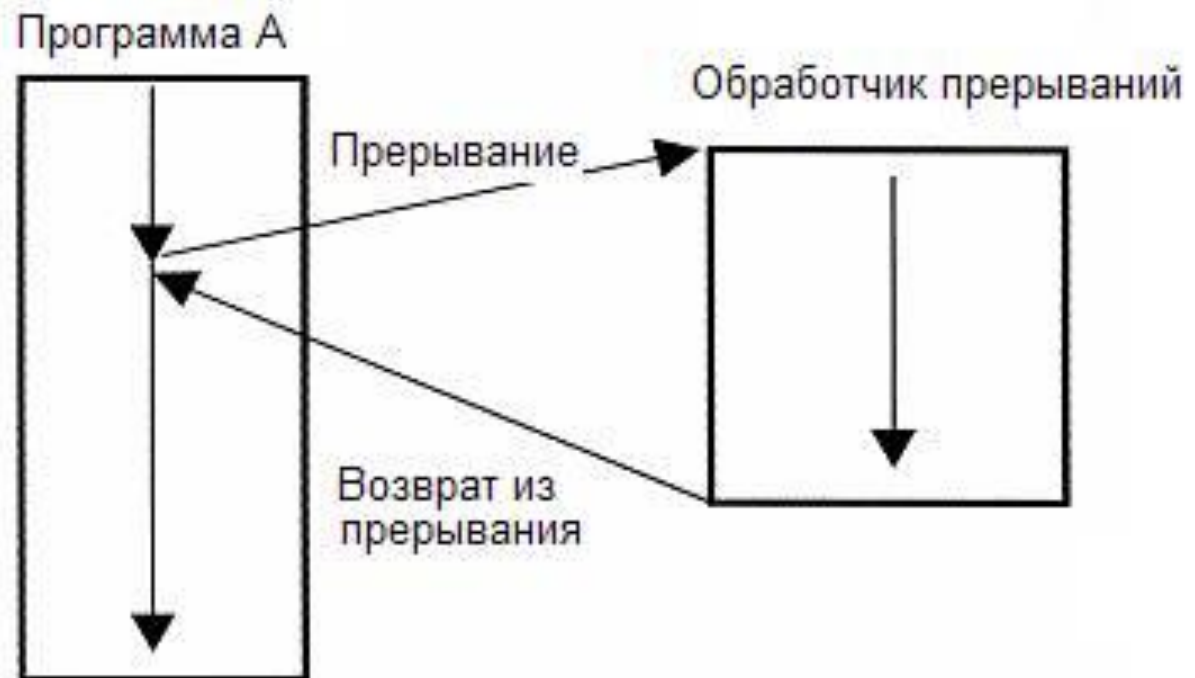 Программа А
Обработчик прерываний
Прерывание
Возврат из
прерывания